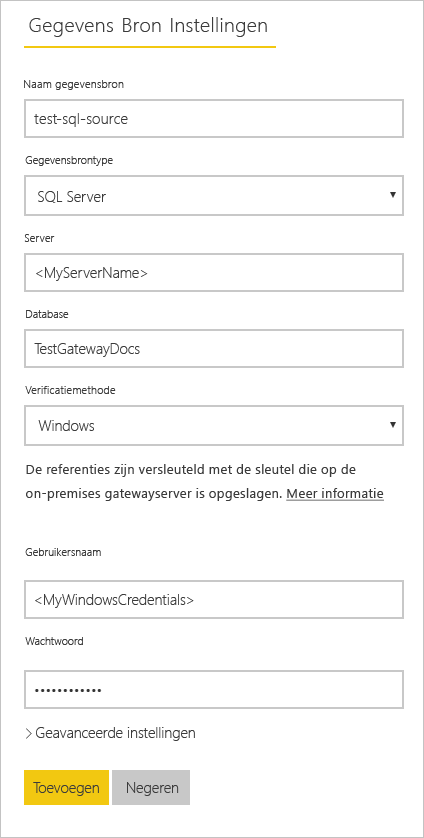 Gegevens Bron Instellingen
Naam gegevensbron
test-sql-source
Gegevensbrontype
SQL Server
Server
<MyServerName>
Database
TestGatewayDocs
Verificatiemethode
Windows
De referenties zijn versleuteld met de sleutel die op de
on-premises gatewayserver is opgeslagen. Meer informatie
Gebruikersnaam
<MyWindowsCredentials>
Wachtwoord
••••••••••••
> Geavanceerde instellingen
Toevoegen Negeren